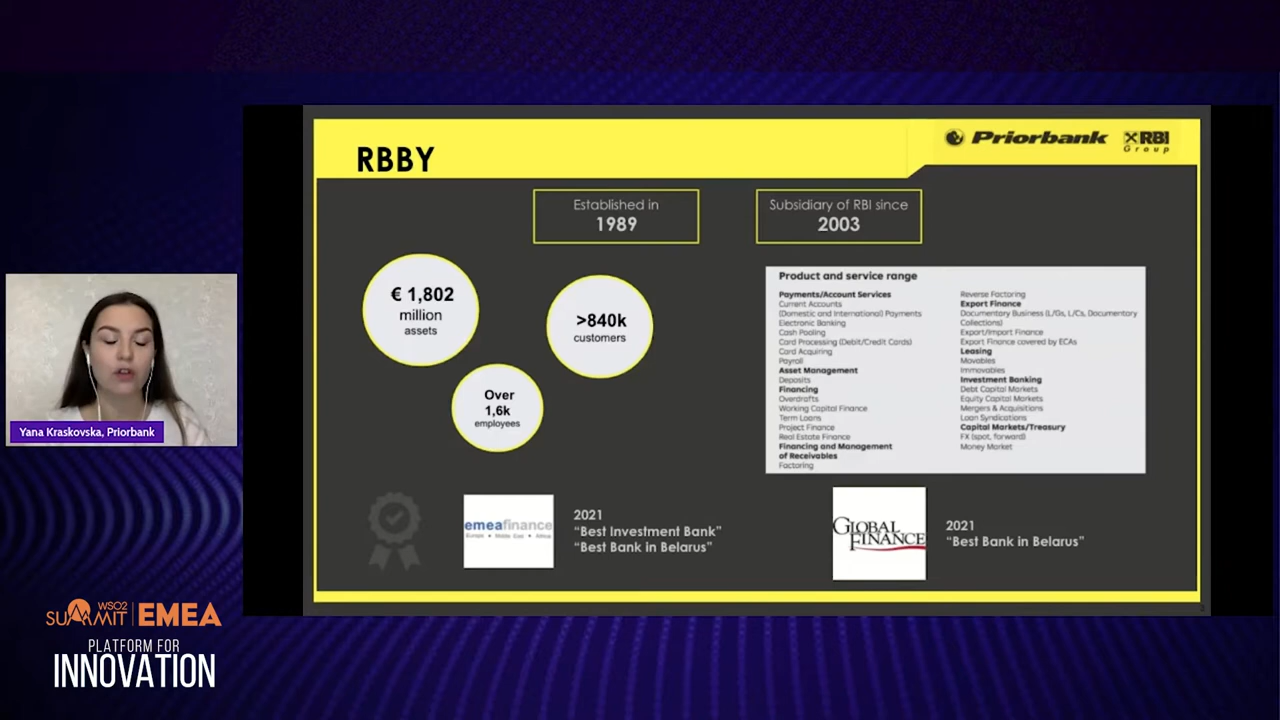 RBBY
Priorbank
RBI
Group
Established in
1989
Subsidiary of RBI since
2003
€ 1,802
million
assets
>840k
customers
Over
1,6k
employees
Product and service range
Payments/Account Services
Current Accounts
(Domestic and International) Payments
Electronic Banking
Cash Pooling
Card Processing (Debit/Credit Cards)
Card Acquiring
Payroll
Asset Management
Deposits
Financing
Overdrafts
Working Capital Finance
Term Loans
Project Finance
Real Estate Finance
Financing and Management
of Receivables
Factoring
Reverse Factoring
Export Finance
Documentary Business (L/Gs, L/Cs, Documentary
Collections)
Export/Import Finance
Export Finance covered by ECAs
Leasing
Movables
Immovables
Investment Banking
Debt Capital Markets
Equity Capital Markets
Mergers & Acquisitions
Loan Syndications
Capital Markets/Treasury
FX (spot, forward)
Money Market
Yana Kraskovska, Priorbank
emeafinance
Europe • Middle East • Africa
2021
“Best Investment Bank”
“Best Bank in Belarus”
GLOBAL
FINANCE
2021
“Best Bank in Belarus”
WSO2
SUMMIT EMEA
PLATFORM FOR
INNOVATION